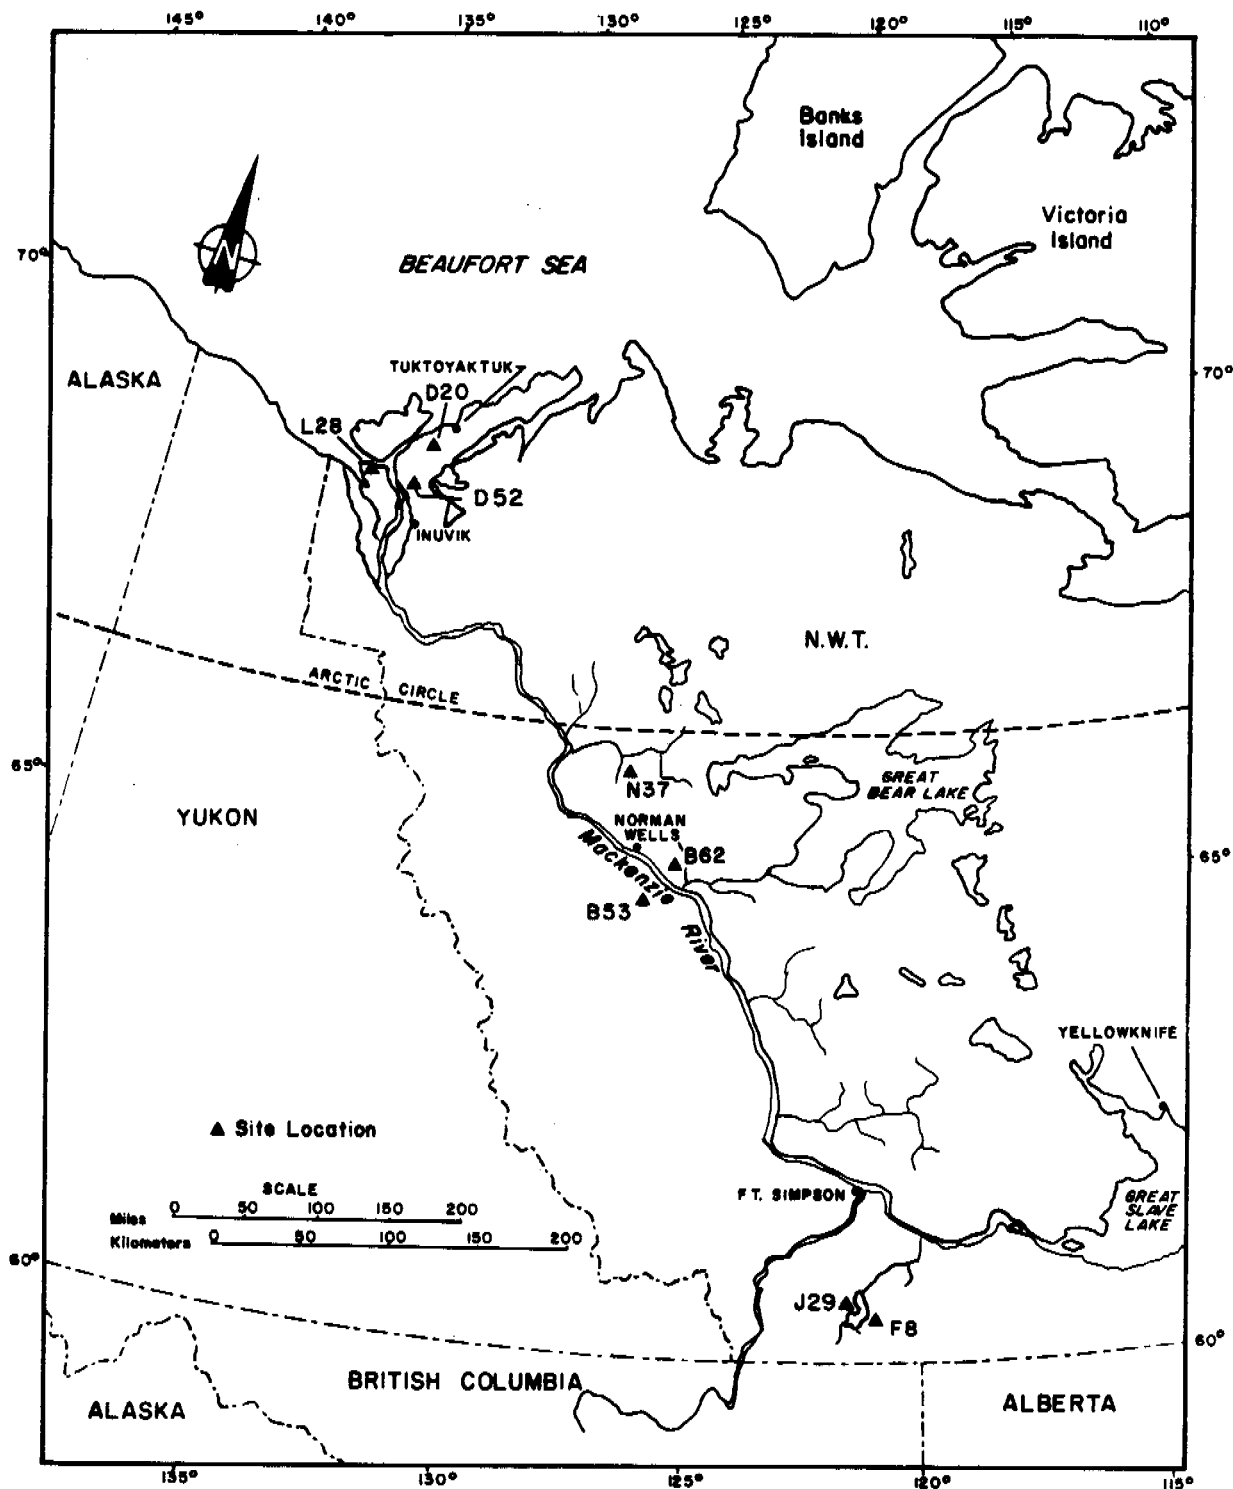 145° 140° 135° 130° 125° 120° 115° 110°
Banks
Island
Victoria
Island
N
70°
BEAUFORT SEA
ALASKA
TUKTOYAKTUK
70°
D20
L28
D52
INUVIK
N.W.T.
ARCTIC CIRCLE
65°
N37
GREAT
BEAR LAKE
YUKON
NORMAN
WELLS
B62
65°
Mackenzie
River
B53
YELLOWKNIFE
Site Location
FT. SIMPSON
SCALE
0 50 100 150 200
Miles
Kilometers
0 50 100 150 200
GREAT
SLAVE
LAKE
60°
J29
F8
60°
BRITISH COLUMBIA
ALASKA
ALBERTA
135° 130° 125° 120° 115°